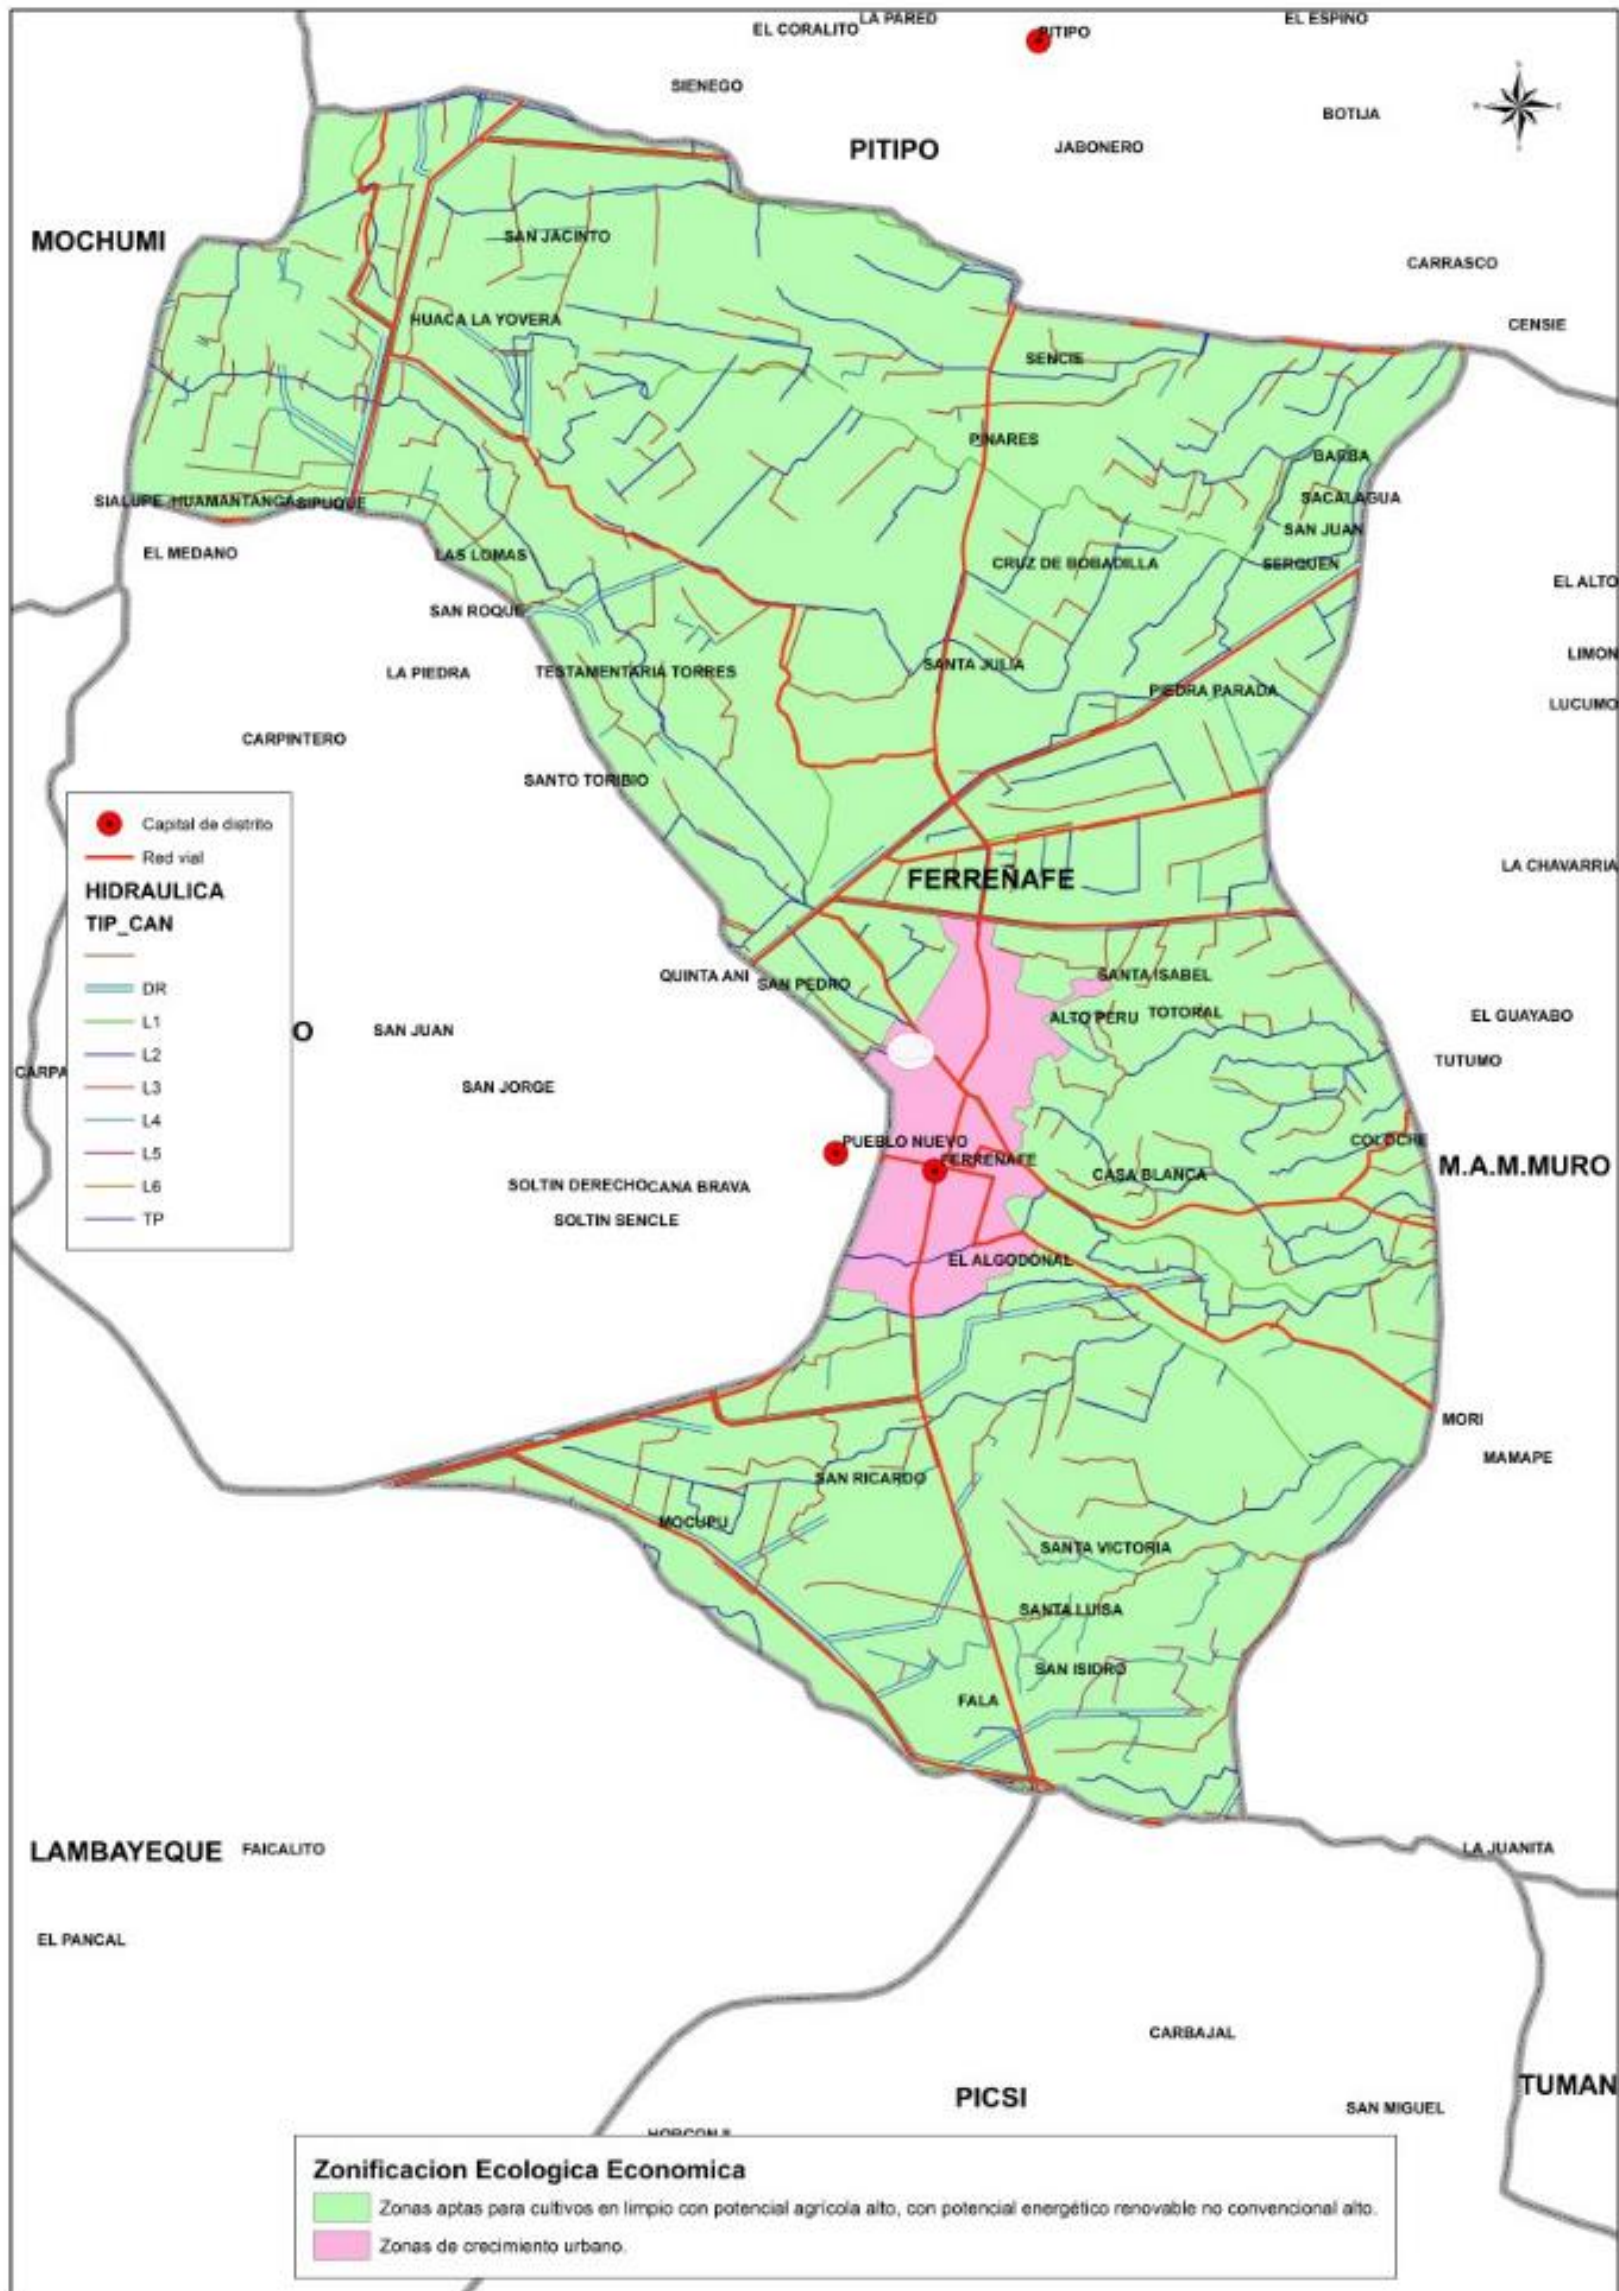 LA PARED
EL ESPINO
EL CORALITO
PITIPO
SIENEGO
BOTIJA
PITIPO
JABONERO
MOCHUMI
SAN JACINTO
CARRASCO
HUACA LA YOVERA
CENSIE
SENCIE
PINARES
BARBA
SIALUPE HUAMANTANGA
SIPUQUE
SACALAGUA
SAN JUAN
EL MEDANO
LAS LOMAS
CRUZ DE BOBADILLA
SERQUEN
EL ALTO
SAN ROQUE
LIMON
LA PIEDRA
TESTAMENTARIA TORRES
SANTA JULIA
PIEDRA PARADA
LUCUMO
CARPINTERO
SANTO TORIBIO
Capital de distrito
Red vial
HIDRAULICA
TIP_CAN
DR
L1
L2
L3
L4
L5
L6
TP
LA CHAVARRIA
FERREÑAFE
QUINTA ANI
SAN PEDRO
SANTA ISABEL
O
SAN JUAN
ALTO PERU
TOTORAL
EL GUAYABO
CARPA
SAN JORGE
TUTUMO
PUEBLO NUEVO
COLOCHE
FERREÑAFE
M.A.M.MURO
SOLTIN DERECHO
CANA BRAVA
CASA BLANCA
SOLTIN SENCLE
EL ALGODONAL
MORI
MAMAPE
SAN RICARDO
MOCUPU
SANTA VICTORIA
SANTA LUISA
SAN ISIDRO
FALA
LAMBAYEQUE
FAICALITO
LA JUANITA
EL PANCAL
CARBAJAL
PICSI
TUMAN
SAN MIGUEL
Zonificacion Ecologica Economica
Zonas aptas para cultivos en limpio con potencial agrícola alto, con potencial energético renovable no convencional alto.
Zonas de crecimiento urbano.